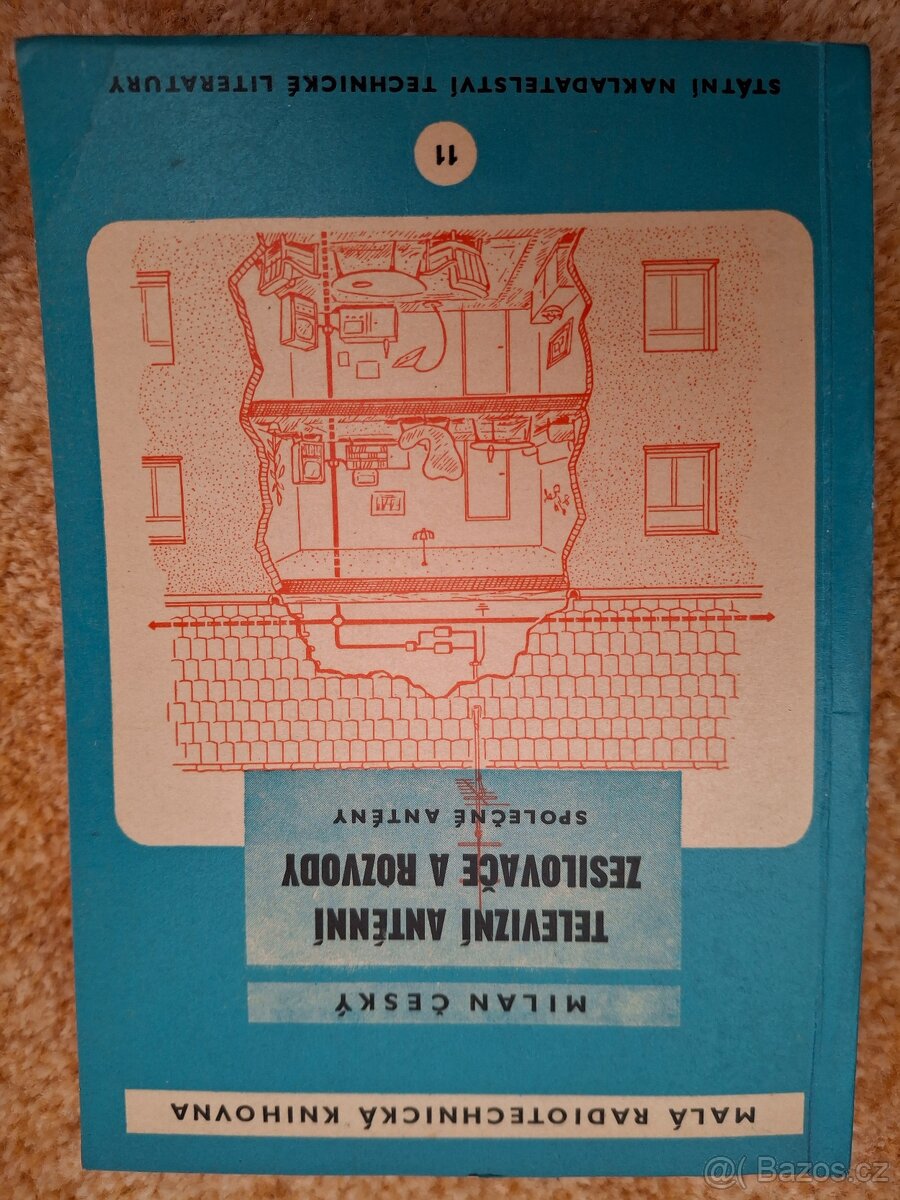 MALÁ RADIOTECHNICKÁ KNIHOVNA
MILAN ČESKÝ
TELEVIZNÍ ANTÉNNÍ
ZESILOVAČE A ROZVODY
SPOLEČNÉ ANTÉNY
11
STÁTNÍ NAKLADATELSTVÍ TECHNICKÉ LITERATURY
@( Bazos.cz